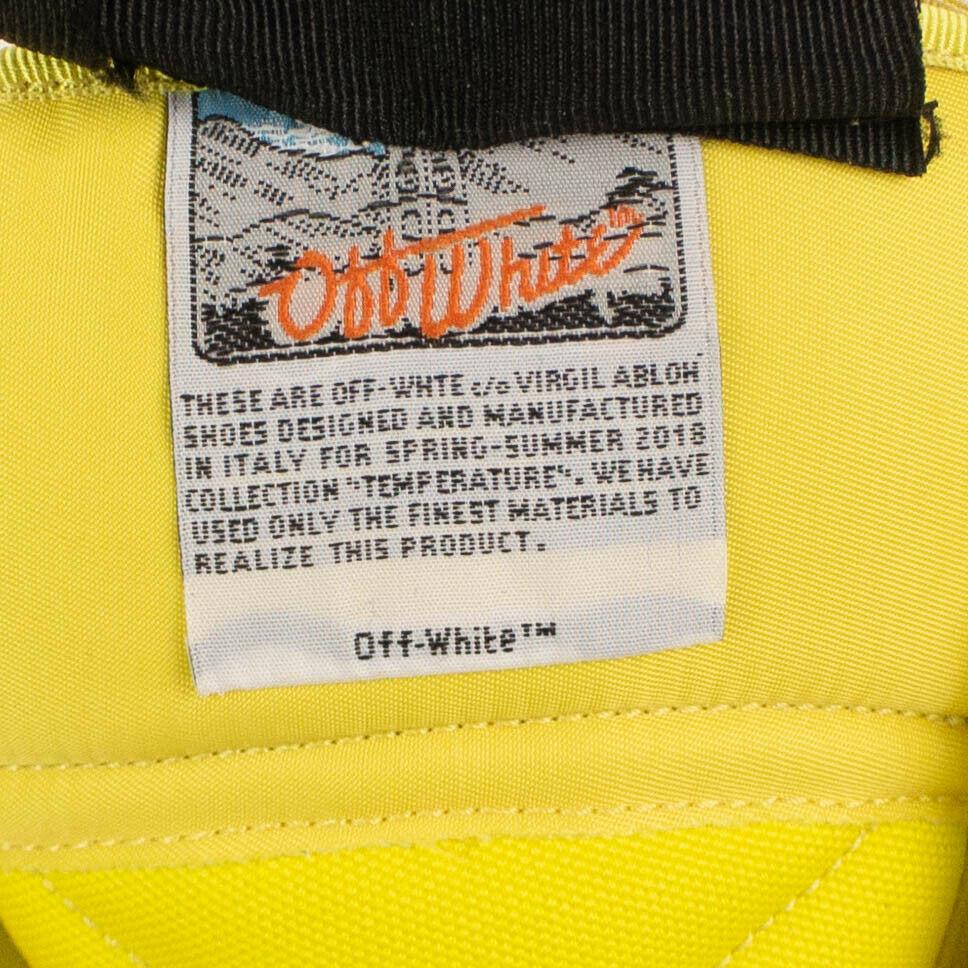 Off White™
THESE ARE OFF-WHTE c/o VIRGIL ABLOH
SHOES DESIGNED AND MANUFACTURED
IN ITALY FOR SPRING-SUMMER 2018
COLLECTION "TEMPERATURE". WE HAVE
USED ONLY THE FINEST MATERIALS TO
REALIZE THIS PRODUCT.
Off-White™